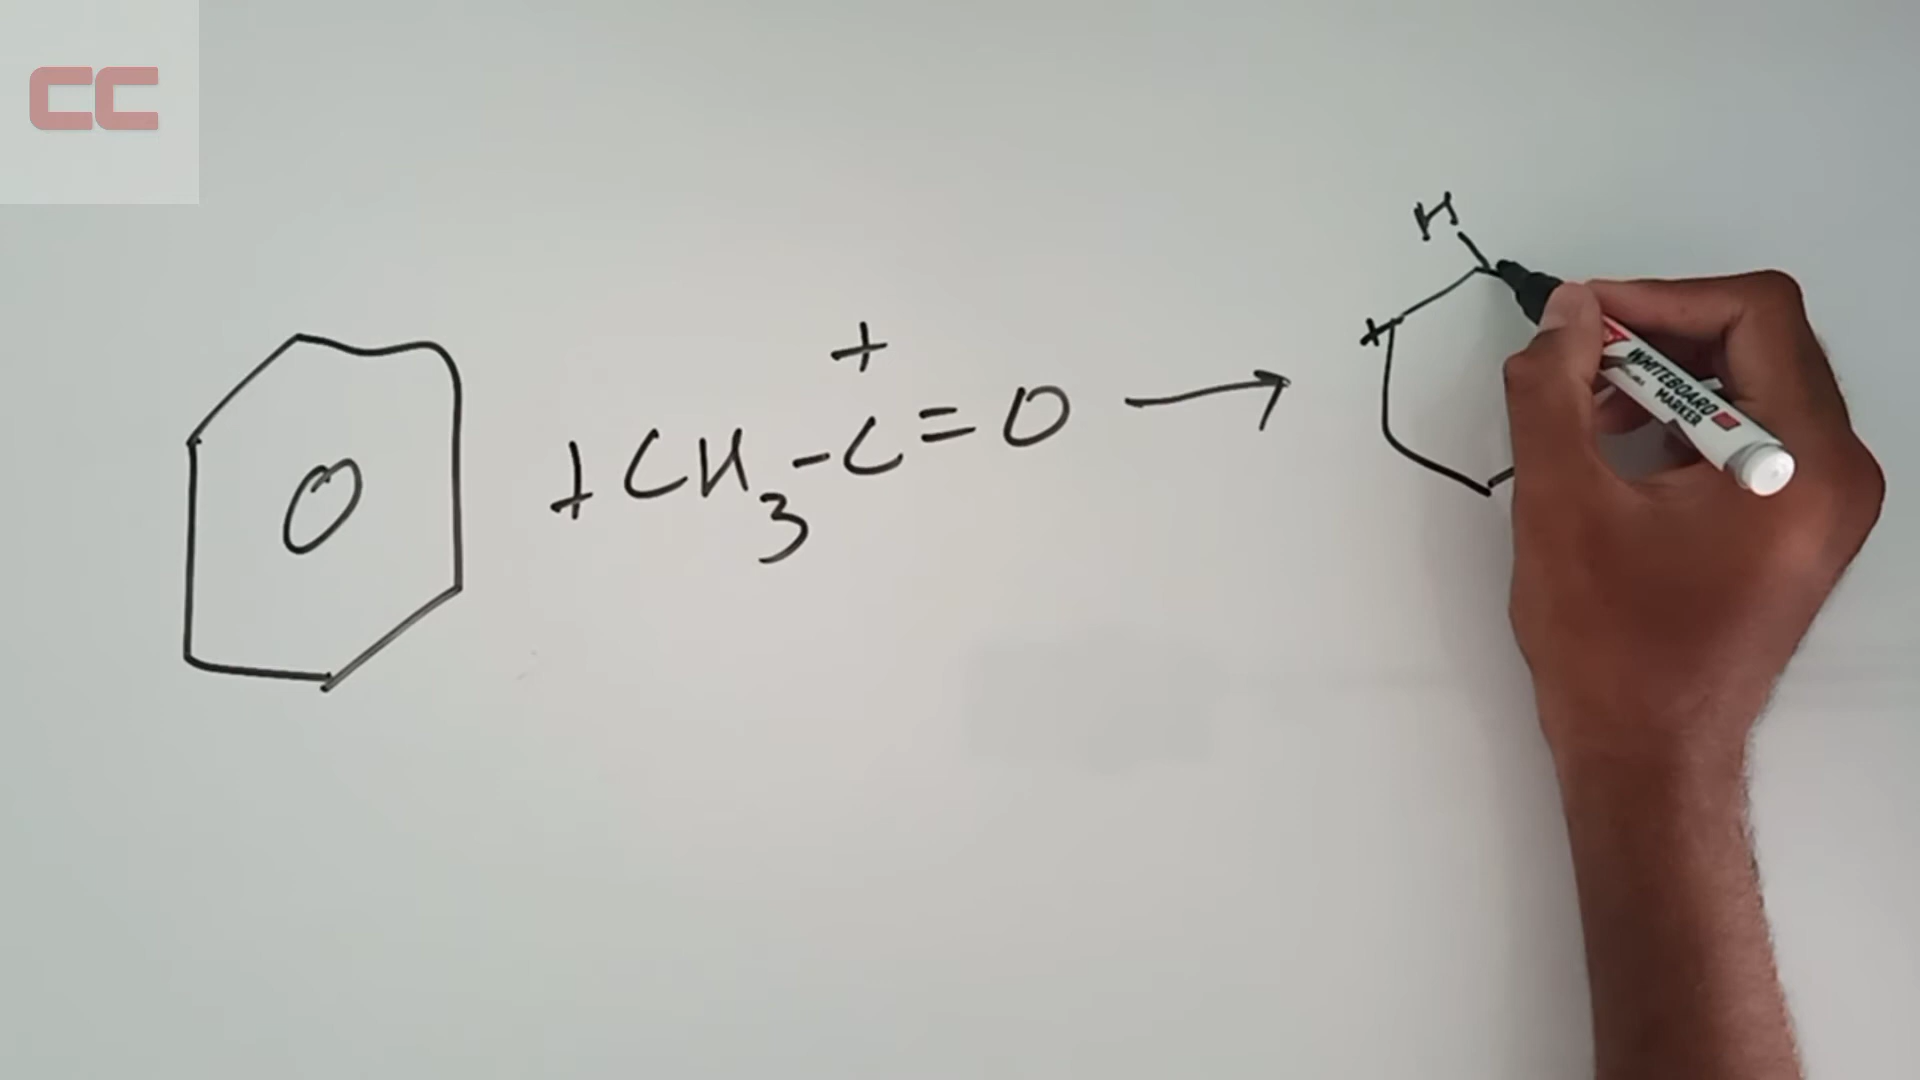 CC
H
+
+
O + CH3 - C = O →
WHITEBOARD
MARKER